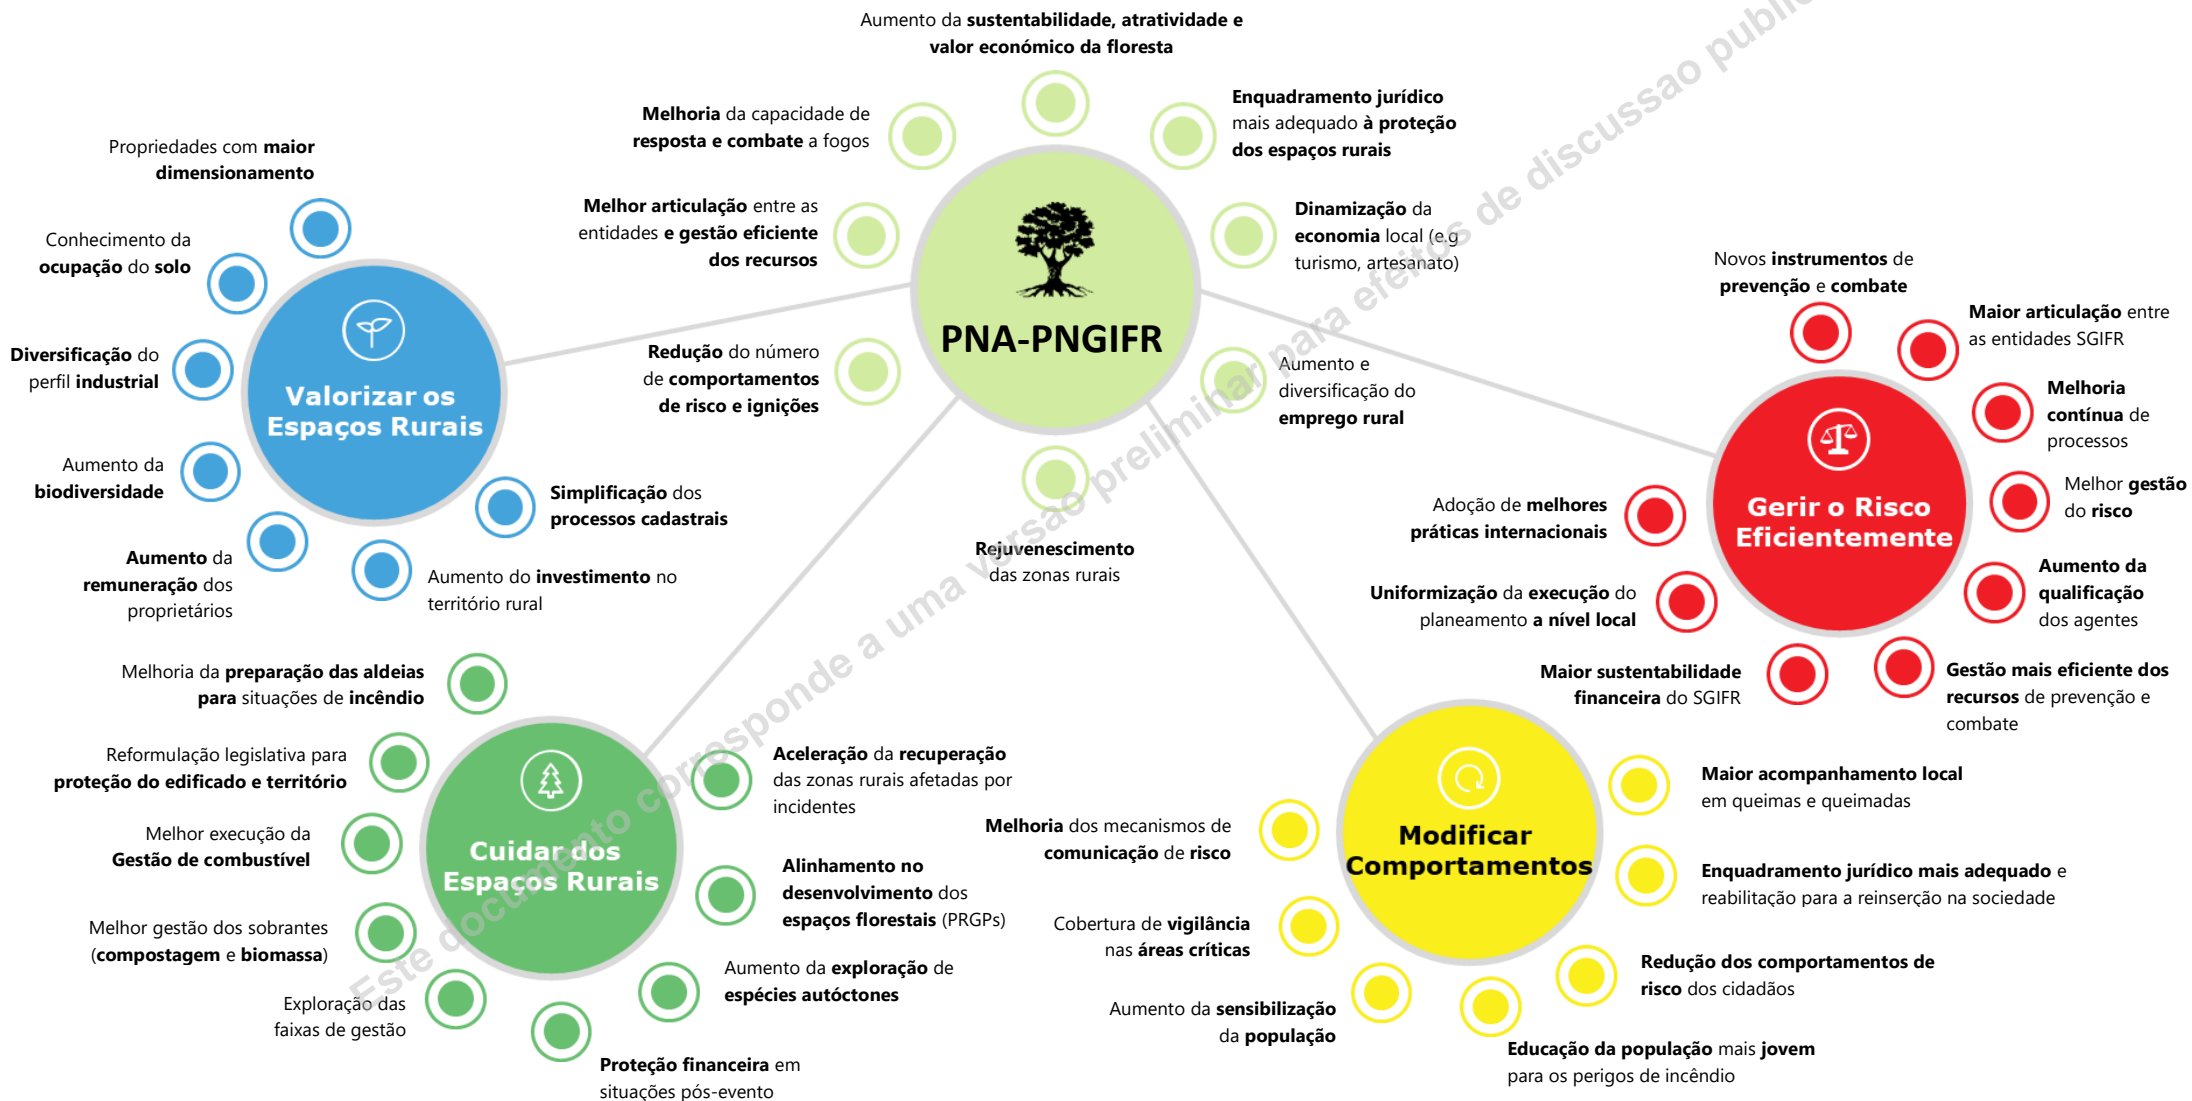 Aumento da sustentabilidade, atratividade e
valor económico da floresta
Melhoria da capacidade de
resposta e combate a fogos
Enquadramento jurídico
mais adequado à proteção
dos espaços rurais
Melhor articulação entre as
entidades e gestão eficiente
dos recursos
Dinamização da
economia local (e.g
turismo, artesanato)
PNA-PNGIFR
Redução do número
de comportamentos
de risco e ignições
Aumento e
diversificação do
emprego rural
Rejuvenescimento
das zonas rurais
Propriedades com maior
dimensionamento
Conhecimento da
ocupação do solo
Diversificação do
perfil industrial
Valorizar os
Espaços Rurais
Aumento da
biodiversidade
Aumento da
remuneração dos
proprietários
Aumento do investimento no
território rural
Simplificação dos
processos cadastrais
Novos instrumentos de
prevenção e combate
Maior articulação entre
as entidades SGIFR
Melhoria
contínua de
processos
Melhor gestão
do risco
Gerir o Risco
Eficientemente
Adoção de melhores
práticas internacionais
Uniformização da execução do
planeamento a nível local
Maior sustentabilidade
financeira do SGIFR
Aumento da
qualificação
dos agentes
Gestão mais eficiente dos
recursos de prevenção e
combate
Melhoria da preparação das aldeias
para situações de incêndio
Reformulação legislativa para
proteção do edificado e território
Melhor execução da
Gestão de combustível
Melhor gestão dos sobrantes
(compostagem e biomassa)
Exploração das
faixas de gestão
Cuidar dos
Espaços Rurais
Aceleração da recuperação
das zonas rurais afetadas por
incidentes
Alinhamento no
desenvolvimento dos
espaços florestais (PRGPs)
Aumento da exploração de
espécies autóctones
Proteção financeira em
situações pós-evento
Melhoria dos mecanismos de
comunicação de risco
Cobertura de vigilância
nas áreas críticas
Aumento da sensibilização
da população
Modificar
Comportamentos
Maior acompanhamento local
em queimas e queimadas
Enquadramento jurídico mais adequado e
reabilitação para a reinserção na sociedade
Redução dos comportamentos de
risco dos cidadãos
Educação da população mais jovem
para os perigos de incêndio
Este documento corresponde a uma versao preliminar para efeitos de discussao